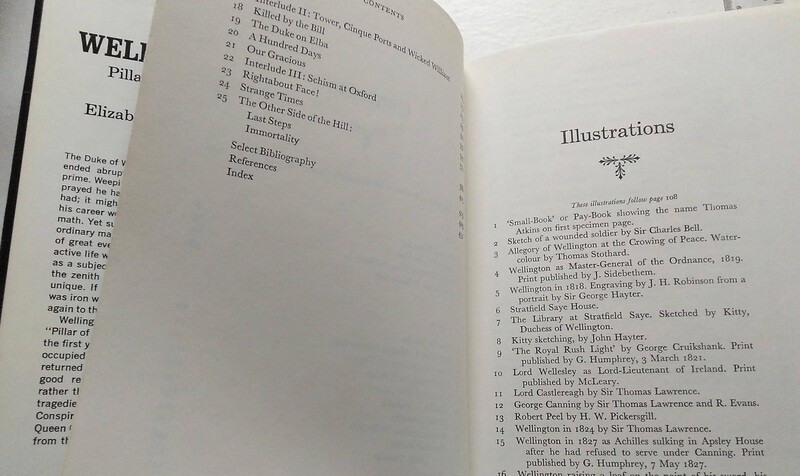 WEL
Pilla
Elizab
The Duke of W
ended abrup
prime. Weepi
prayed he ha
had; it migh
his career w
math. Yet su
ordinary ma
of great eve
active life w
as a subjec
the zenith
unique. If
was iron w
again to th
Welling
"Pillar of
the first y
occupied
returned
good re
rather th
tragedie
Conspir
Queen
from th
CONTENTS
Interlude II: Tower, Cinque Ports and Wicked William
18 Killed by the Bill
19 The Duke on Elba
20 A Hundred Days
21 Our Gracious
22 Interlude III: Schism at Oxford
23 Rightabout Face!
24 Strange Times
25 The Other Side of the Hill:
Last Steps
Immortality
Select Bibliography
References
Index
Illustrations
These illustrations follow page 108
1 'Small-Book' or Pay-Book showing the name Thomas
Atkins on first specimen page.
2 Sketch of a wounded soldier by Sir Charles Bell.
3 Allegory of Wellington at the Crowing of Peace. Water-
colour by Thomas Stothard.
4 Wellington as Master-General of the Ordnance, 1819.
Print published by J. Sidebethem.
5 Wellington in 1818. Engraving by J. H. Robinson from a
portrait by Sir George Hayter.
6 Stratfield Saye House.
7 The Library at Stratfield Saye. Sketched by Kitty,
Duchess of Wellington.
8 Kitty sketching, by John Hayter.
9 'The Royal Rush Light' by George Cruikshank. Print
published by G. Humphrey, 3 March 1821.
10 Lord Wellesley as Lord-Lieutenant of Ireland. Print
published by McLeary.
11 Lord Castlereagh by Sir Thomas Lawrence.
12 George Canning by Sir Thomas Lawrence and R. Evans.
13 Robert Peel by H. W. Pickersgill.
14 Wellington in 1824 by Sir Thomas Lawrence.
15 Wellington in 1827 as Achilles sulking in Apsley House
after he had refused to serve under Canning. Print
published by G. Humphrey, 7 May 1827.
16 Wellington raising a loaf on the point of his sword, his